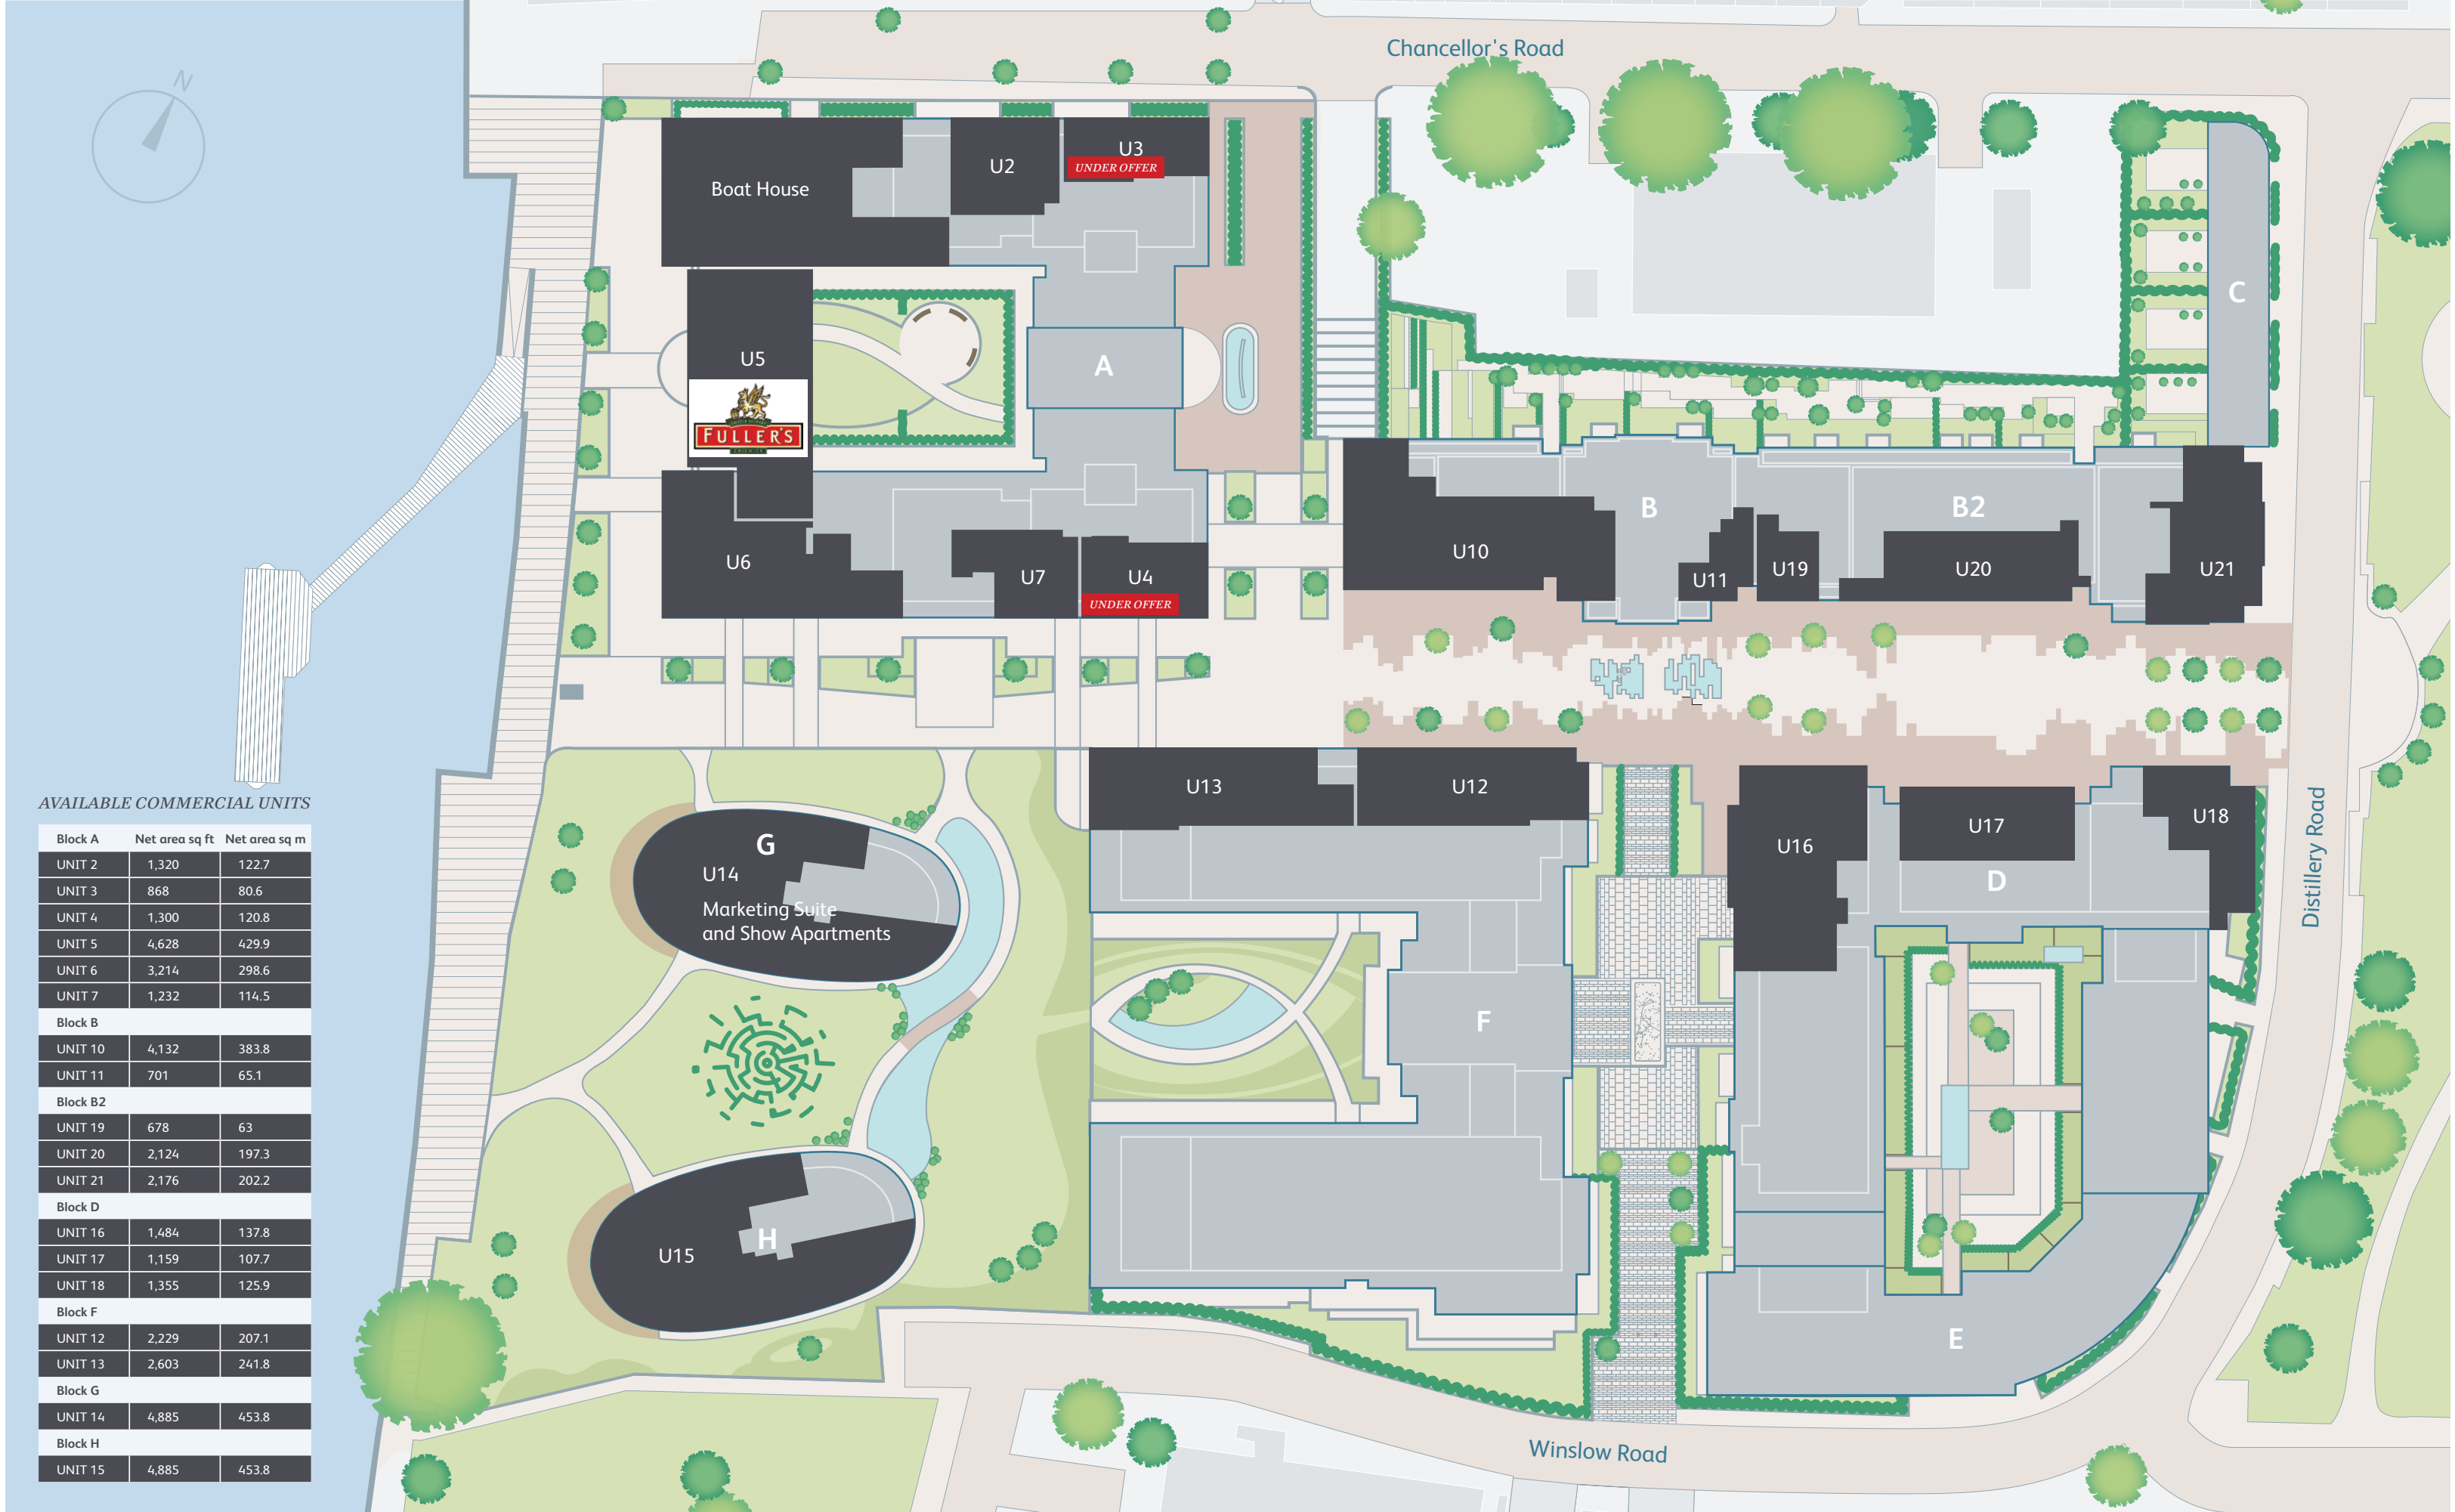 Chancellor's Road
N
Boat House
U2
U3
UNDER OFFER
U5
FULLER'S
A
C
U6
U7
U4
UNDER OFFER
U10
B
U11
U19
B2
U20
U21
U13
U12
U16
U17
U18
D
Distillery Road
G
U14
Marketing Suite
and Show Apartments
F
U15
H
E
Winslow Road
AVAILABLE COMMERCIAL UNITS
Block A Net area sq ft Net area sq m
UNIT 2 1,320 122.7
UNIT 3 868 80.6
UNIT 4 1,300 120.8
UNIT 5 4,628 429.9
UNIT 6 3,214 298.6
UNIT 7 1,232 114.5
Block B
UNIT 10 4,132 383.8
UNIT 11 701 65.1
Block B2
UNIT 19 678 63
UNIT 20 2,124 197.3
UNIT 21 2,176 202.2
Block D
UNIT 16 1,484 137.8
UNIT 17 1,159 107.7
UNIT 18 1,355 125.9
Block F
UNIT 12 2,229 207.1
UNIT 13 2,603 241.8
Block G
UNIT 14 4,885 453.8
Block H
UNIT 15 4,885 453.8